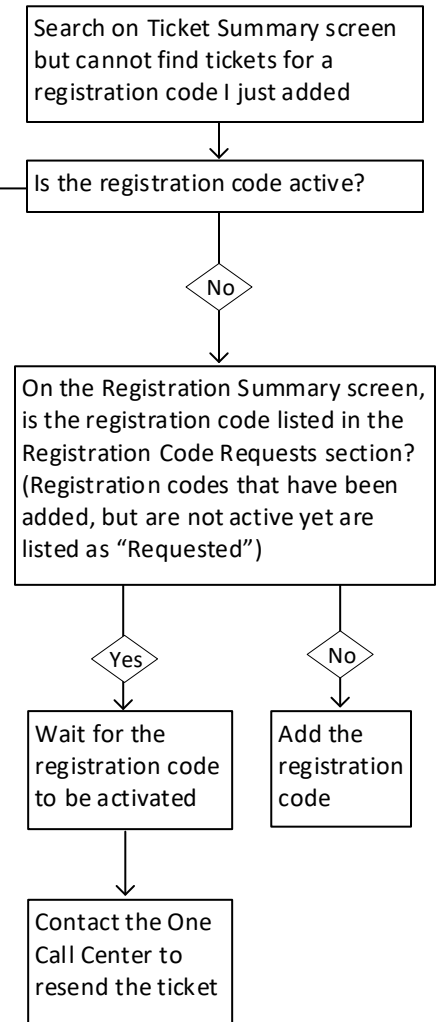 Search on Ticket Summary screen
but cannot find tickets for a
registration code I just added
Is the registration code active?
No
On the Registration Summary screen,
is the registration code listed in the
Registration Code Requests section?
(Registration codes that have been
added, but are not active yet are
listed as “Requested”)
Yes
No
Wait for the
registration code
to be activated
Add the
registration
code
Contact the One
Call Center to
resend the ticket